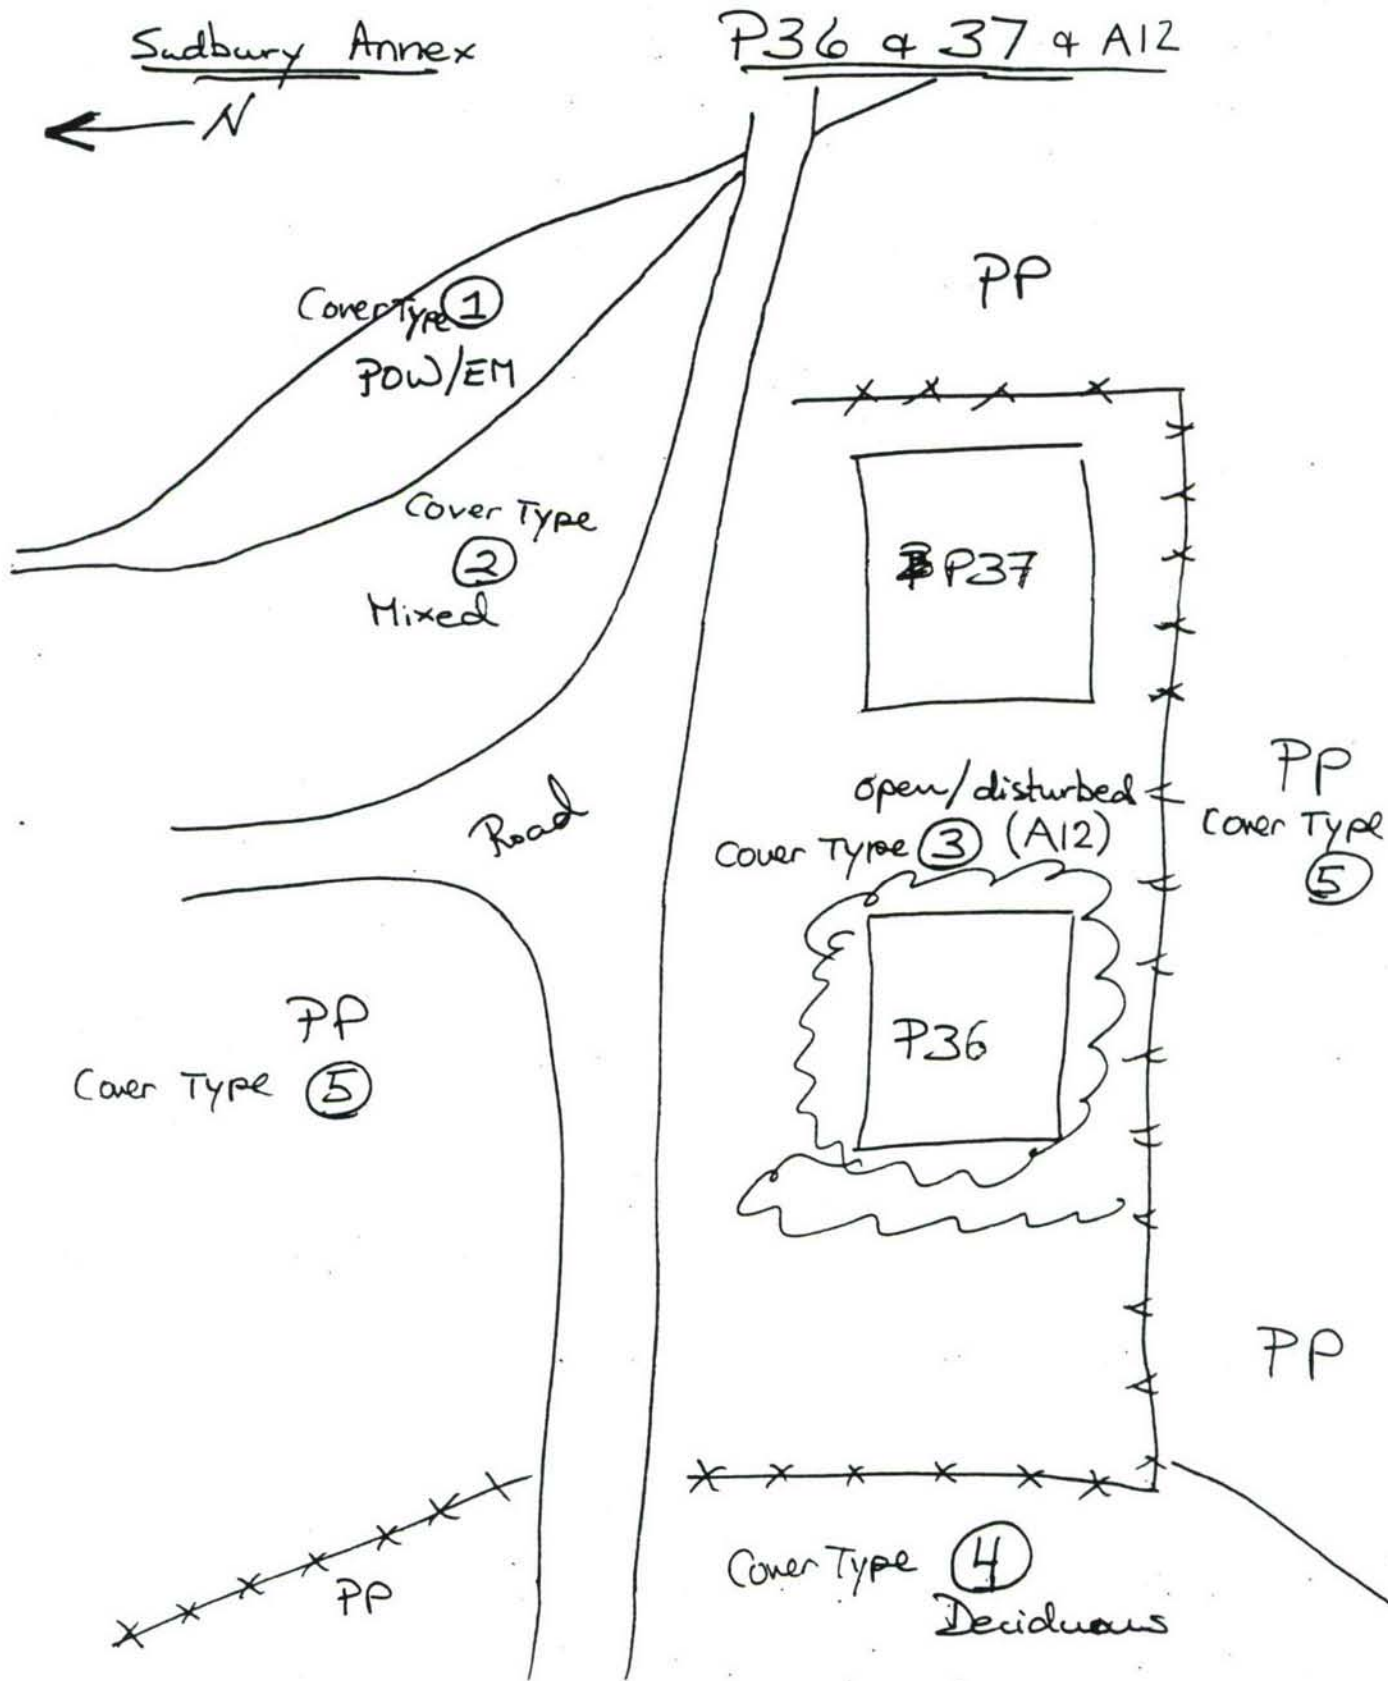 Sudbury Annex
P36 & 37 & A12
N
PP
Cover Type 1
POW/EM
Cover Type
2
Mixed
P37
Road
open/disturbed
Cover Type 3 (A12)
PP
Cover Type
5
P36
PP
Cover Type 5
PP
PP
Cover Type 4
Deciduous